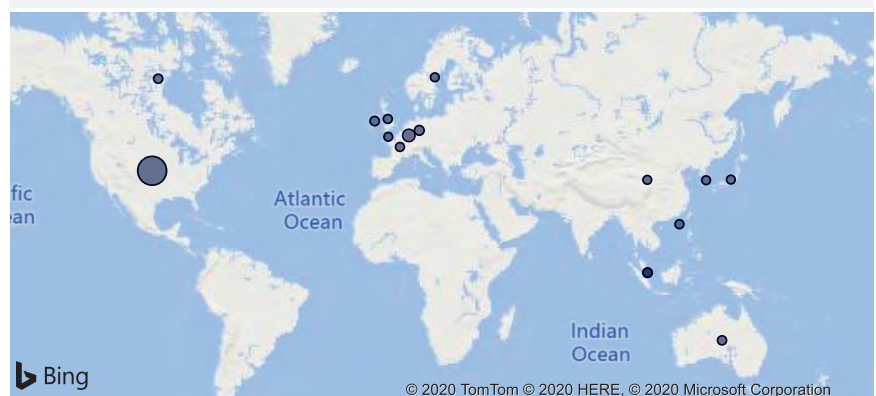 fic
ean
Atlantic
Ocean
Indian
Ocean
Bing
© 2020 TomTom © 2020 HERE, © 2020 Microsoft Corporation